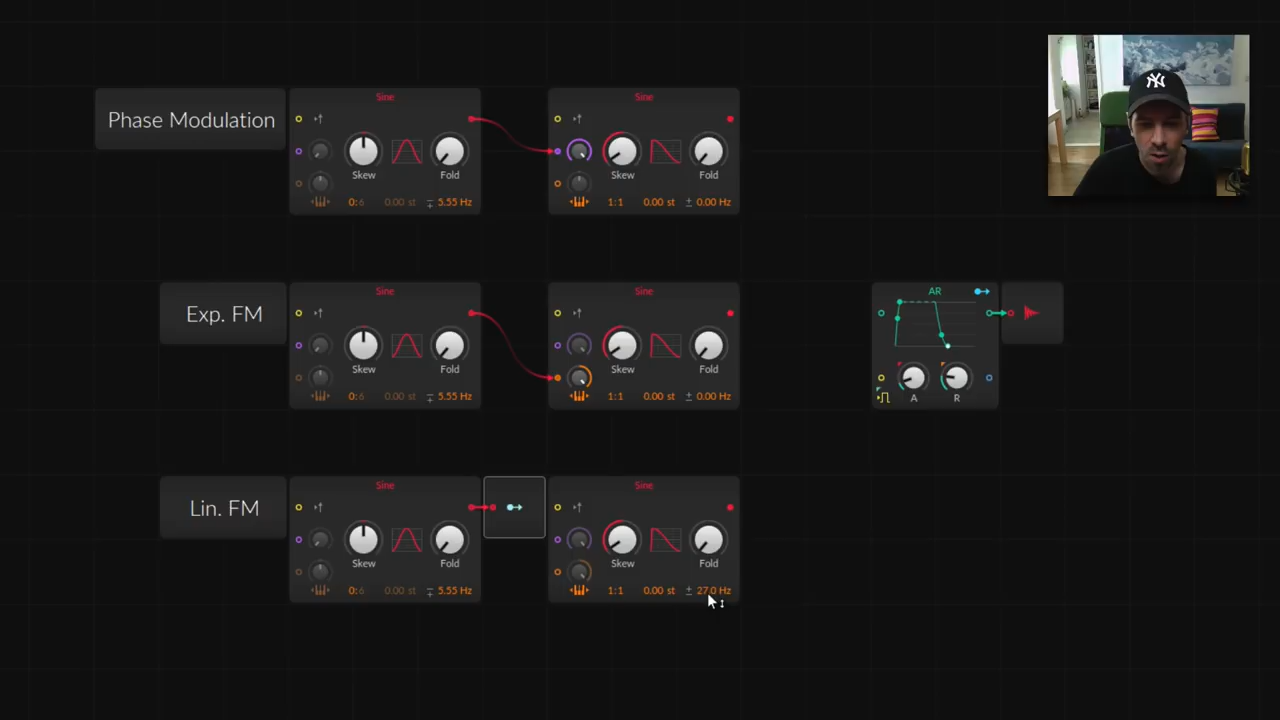 Phase Modulation
Sine
Skew
Fold
0:6 0.00 st ∓ 5.55 Hz
Sine
Skew
Fold
1:1 0.00 st ± 0.00 Hz
Exp. FM
Sine
Skew
Fold
0:6 0.00 st ∓ 5.55 Hz
Sine
Skew
Fold
1:1 0.00 st ± 0.00 Hz
AR
A
R
Lin. FM
Sine
Skew
Fold
0:6 0.00 st ∓ 5.55 Hz
Sine
Skew
Fold
1:1 0.00 st ± 27.0 Hz
NY